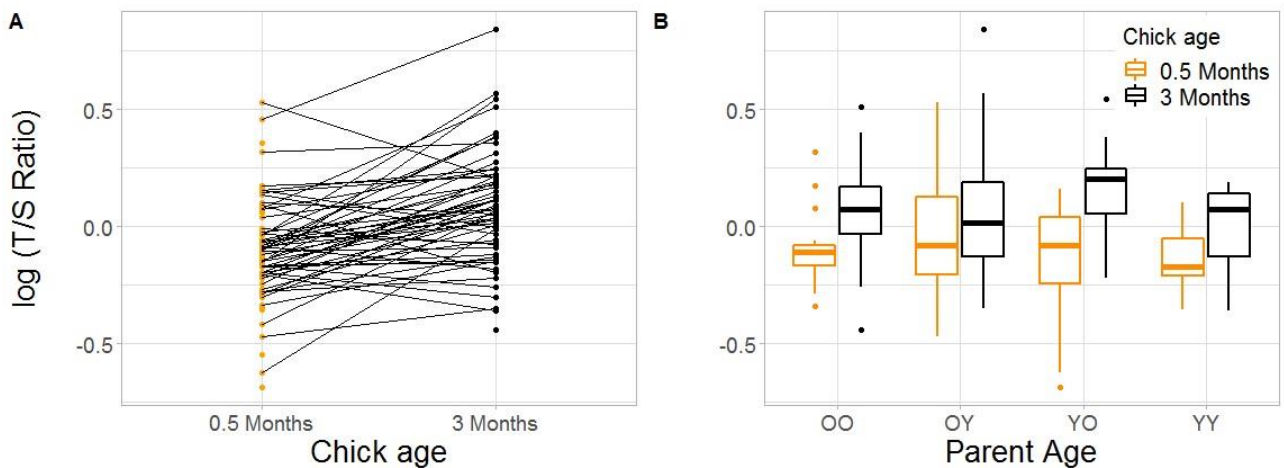 A
log (T/S Ratio)
0.5
0.0
-0.5
0.5 Months
3 Months
Chick age
B
Chick age
0.5 Months
3 Months
0.5
0.0
-0.5
OO
OY
YO
YY
Parent Age